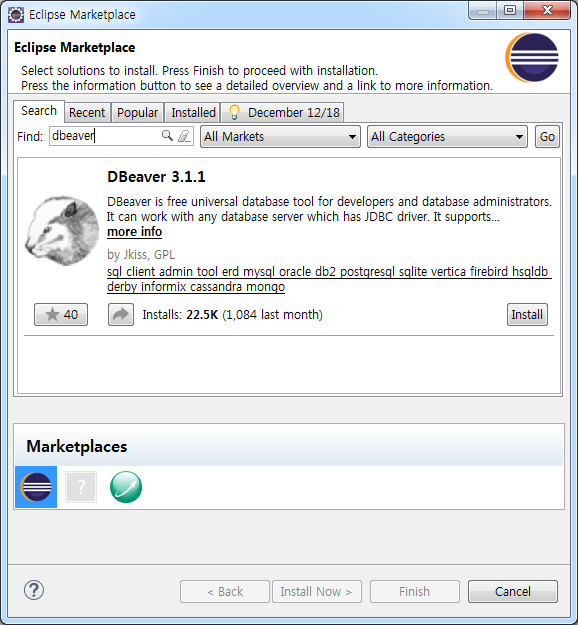 Eclipse Marketplace
Eclipse Marketplace
Select solutions to install. Press Finish to proceed with installation.
Press the information button to see a detailed overview and a link to more information.
Search Recent Popular Installed December 12/18
Find: dbeaver All Markets All Categories Go
DBeaver 3.1.1
DBeaver is free universal database tool for developers and database administrators.
It can work with any database server which has JDBC driver. It supports...
more info
by Jkiss, GPL
sql client admin tool erd mysql oracle db2 postgresql sqlite vertica firebird hsqldb
derby informix cassandra mongo
40 Installs: 22.5K (1,084 last month) Install
Marketplaces
?
? < Back Install Now > Finish Cancel